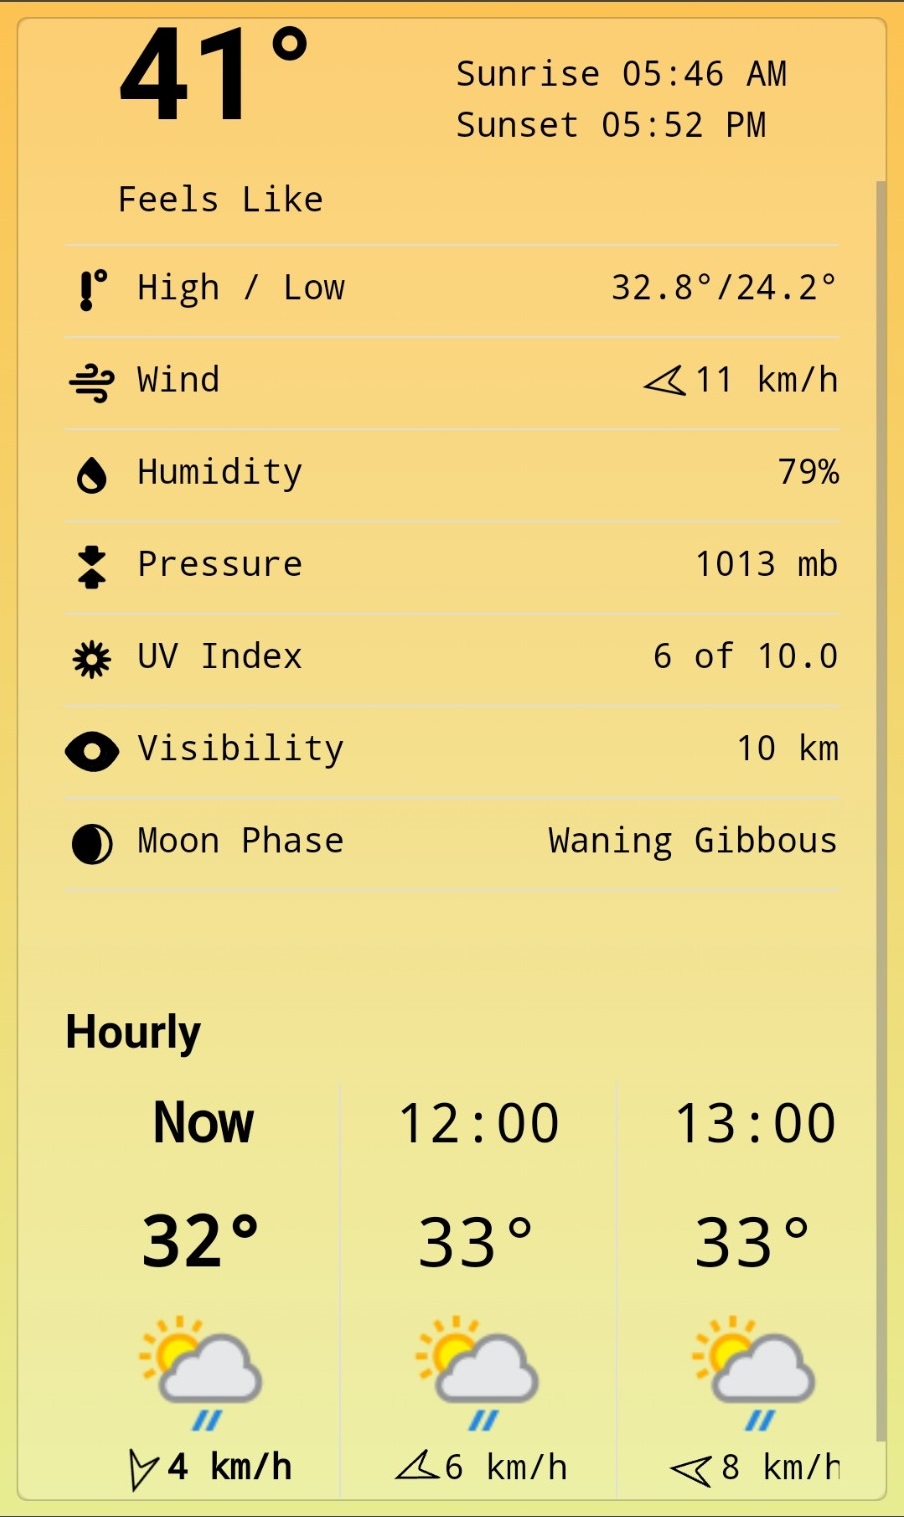 41°
Sunrise 05:46 AM
Sunset 05:52 PM
Feels Like
High / Low 32.8°/24.2°
Wind 11 km/h
Humidity 79%
Pressure 1013 mb
UV Index 6 of 10.0
Visibility 10 km
Moon Phase Waning Gibbous
Hourly
Now 12:00 13:00
32° 33° 33°
4 km/h 6 km/h 8 km/h